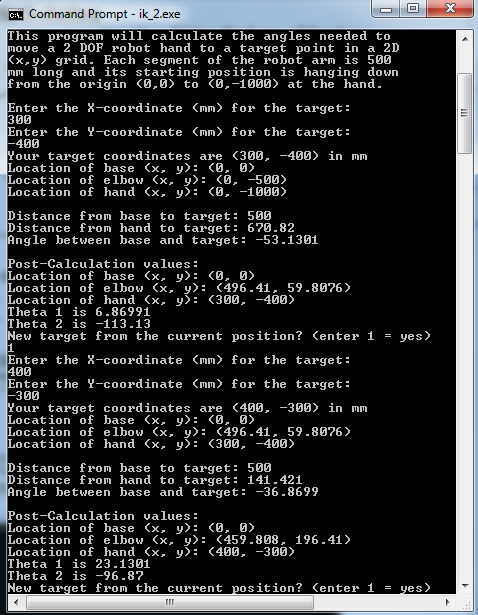 Command Prompt - ik_2.exe
This program will calculate the angles needed to
move a 2 DOF robot hand to a target point in a 2D
(x,y) grid. Each segment of the robot arm is 500
mm long and its starting position is hanging down
from the origin (0,0) to (0,-1000) at the hand.
Enter the X-coordinate (mm) for the target:
300
Enter the Y-coordinate (mm) for the target:
-400
Your target coordinates are (300, -400) in mm
Location of base (x, y): (0, 0)
Location of elbow (x, y): (0, -500)
Location of hand (x, y): (0, -1000)
Distance from base to target: 500
Distance from hand to target: 670.82
Angle between base and target: -53.1301
Post-Calculation values:
Location of base (x, y): (0, 0)
Location of elbow (x, y): (496.41, 59.8076)
Location of hand (x, y): (300, -400)
Theta 1 is 6.86991
Theta 2 is -113.13
New target from the current position? (enter 1 = yes)
1
Enter the X-coordinate (mm) for the target:
400
Enter the Y-coordinate (mm) for the target:
-300
Your target coordinates are (400, -300) in mm
Location of base (x, y): (0, 0)
Location of elbow (x, y): (496.41, 59.8076)
Location of hand (x, y): (300, -400)
Distance from base to target: 500
Distance from hand to target: 141.421
Angle between base and target: -36.8699
Post-Calculation values:
Location of base (x, y): (0, 0)
Location of elbow (x, y): (459.808, 196.41)
Location of hand (x, y): (400, -300)
Theta 1 is 23.1301
Theta 2 is -96.87
New target from the current position? (enter 1 = yes)